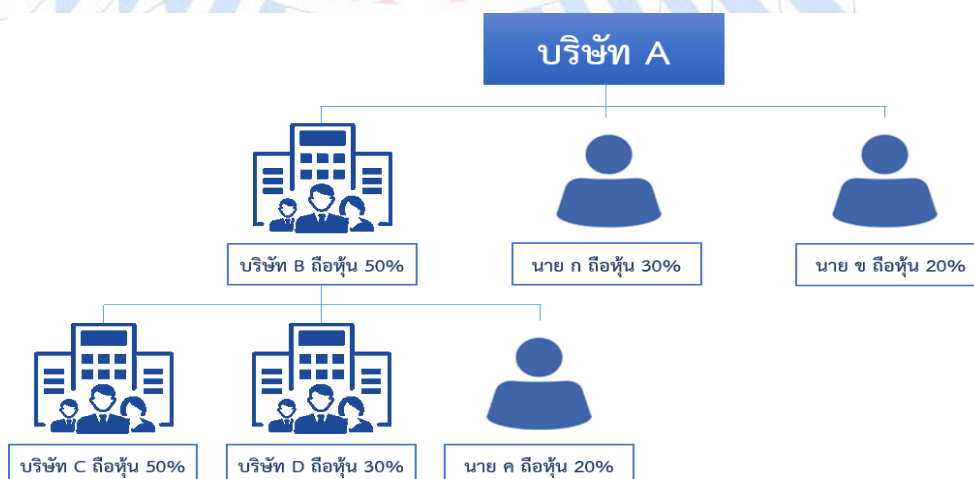 บริษัท A
บริษัท B ถือหุ้น 50%
นาย ก ถือหุ้น 30%
นาย ข ถือหุ้น 20%
บริษัท C ถือหุ้น 50%
บริษัท D ถือหุ้น 30%
นาย ค ถือหุ้น 20%